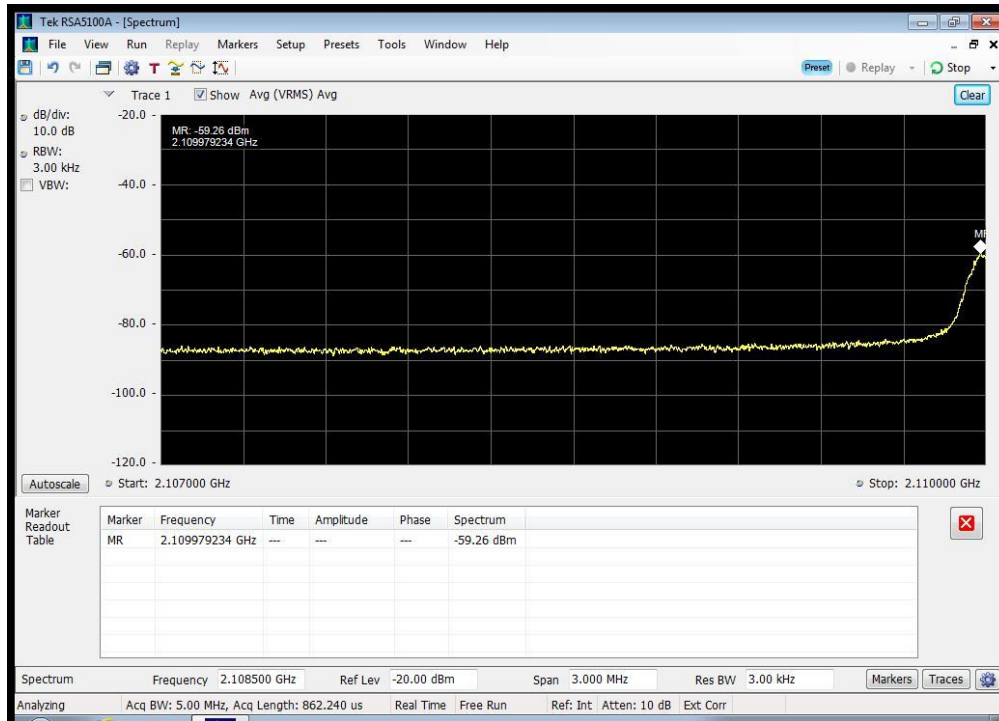 Tek RSA5100A - [Spectrum]
File View Run Replay Markers Setup Presets Tools Window Help
T Preset Replay Stop
Trace 1 Show Avg (VRMS) Avg Clear
dB/div:
10.0 dB
RBW:
3.00 kHz
VBW:
-20.0
MR: -59.26 dBm
2.109979234 GHz
-40.0
MR
-60.0
-80.0
-100.0
-120.0
Autoscale Start: 2.107000 GHz Stop: 2.110000 GHz
Marker
Readout
Table
Marker Frequency Time Amplitude Phase Spectrum
MR 2.109979234 GHz --- --- --- -59.26 dBm
Spectrum Frequency 2.108500 GHz Ref Lev -20.00 dBm Span 3.000 MHz Res BW 3.00 kHz Markers Traces
Analyzing Acq BW: 5.00 MHz, Acq Length: 862.240 us Real Time Free Run Ref: Int Atten: 10 dB Ext Corr